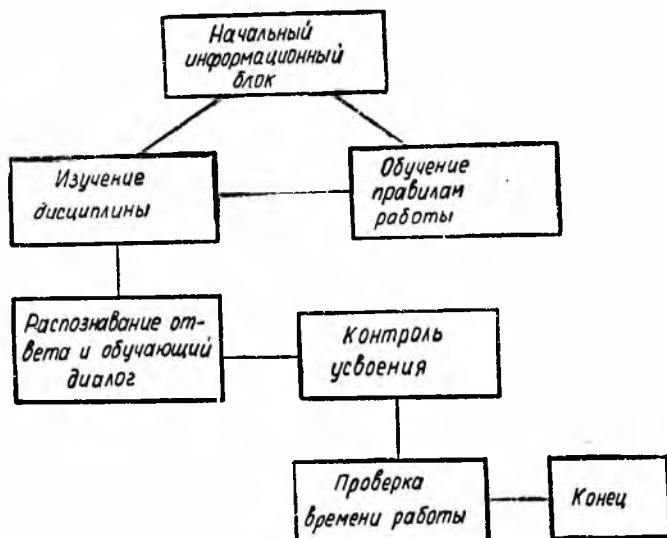 Начальный
информационный
блок
Изучение
дисциплины
Обучение
правилам
работы
Распознавание от-
вета и обучающий
диалог
Контроль
усвоения
Проверка
времени работы
Конец